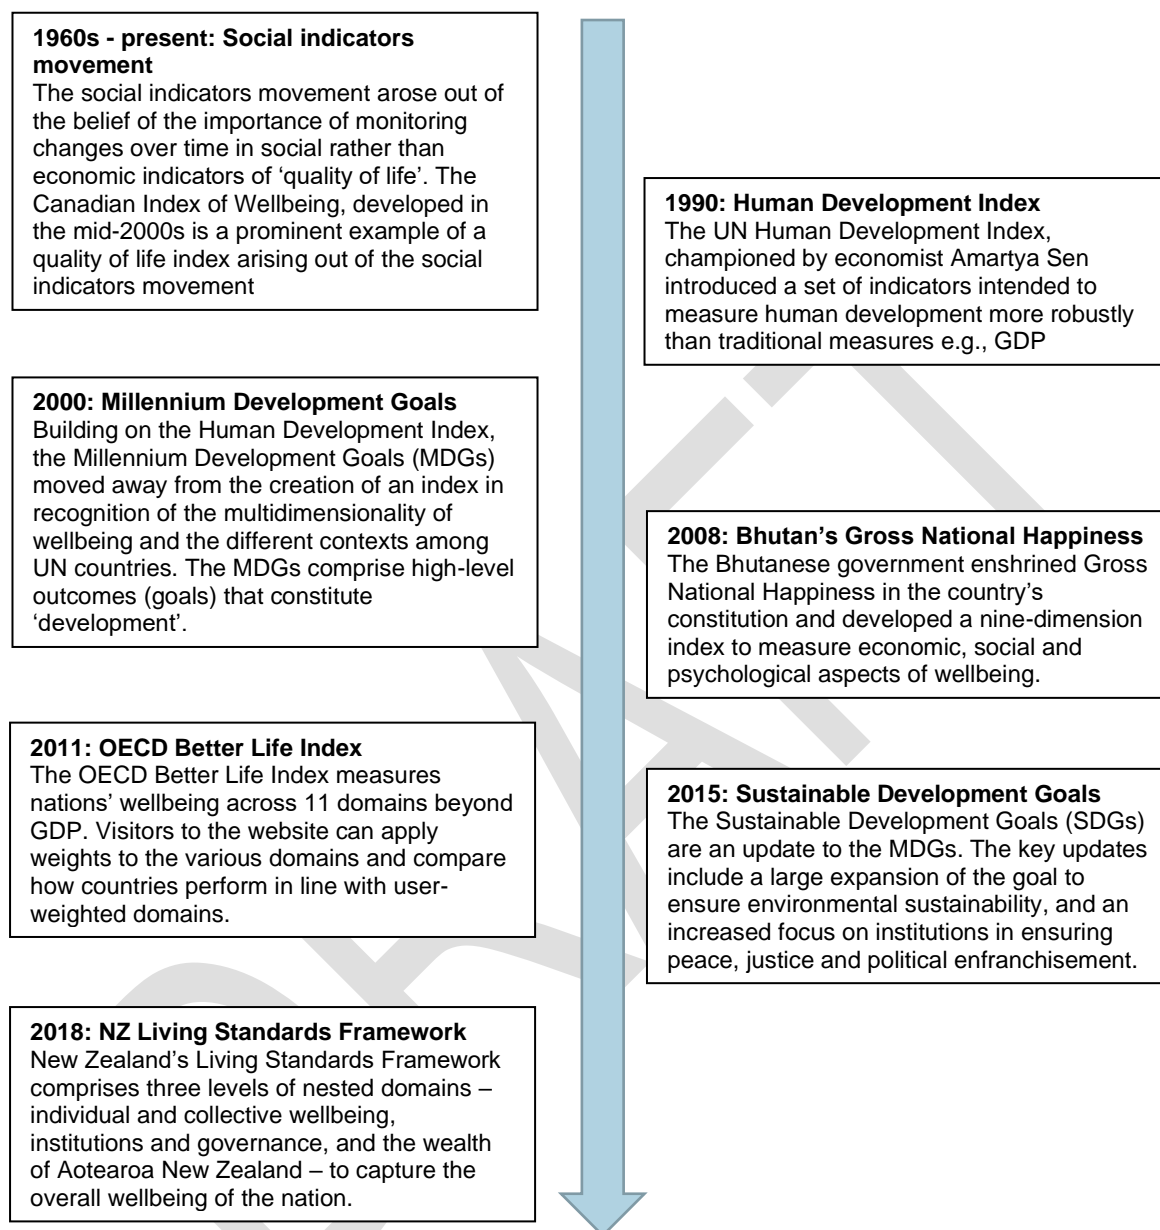 1960s - present: Social indicators
movement
The social indicators movement arose out of
the belief of the importance of monitoring
changes over time in social rather than
economic indicators of ‘quality of life’. The
Canadian Index of Wellbeing, developed in
the mid-2000s is a prominent example of a
quality of life index arising out of the social
indicators movement
1990: Human Development Index
The UN Human Development Index,
championed by economist Amartya Sen
introduced a set of indicators intended to
measure human development more robustly
than traditional measures e.g., GDP
2000: Millennium Development Goals
Building on the Human Development Index,
the Millennium Development Goals (MDGs)
moved away from the creation of an index in
recognition of the multidimensionality of
wellbeing and the different contexts among
UN countries. The MDGs comprise high-level
outcomes (goals) that constitute
‘development’.
2008: Bhutan’s Gross National Happiness
The Bhutanese government enshrined Gross
National Happiness in the country’s
constitution and developed a nine-dimension
index to measure economic, social and
psychological aspects of wellbeing.
2011: OECD Better Life Index
The OECD Better Life Index measures
nations’ wellbeing across 11 domains beyond
GDP. Visitors to the website can apply
weights to the various domains and compare
how countries perform in line with user-
weighted domains.
2015: Sustainable Development Goals
The Sustainable Development Goals (SDGs)
are an update to the MDGs. The key updates
include a large expansion of the goal to
ensure environmental sustainability, and an
increased focus on institutions in ensuring
peace, justice and political enfranchisement.
2018: NZ Living Standards Framework
New Zealand’s Living Standards Framework
comprises three levels of nested domains –
individual and collective wellbeing,
institutions and governance, and the wealth
of Aotearoa New Zealand – to capture the
overall wellbeing of the nation.
DRAFT